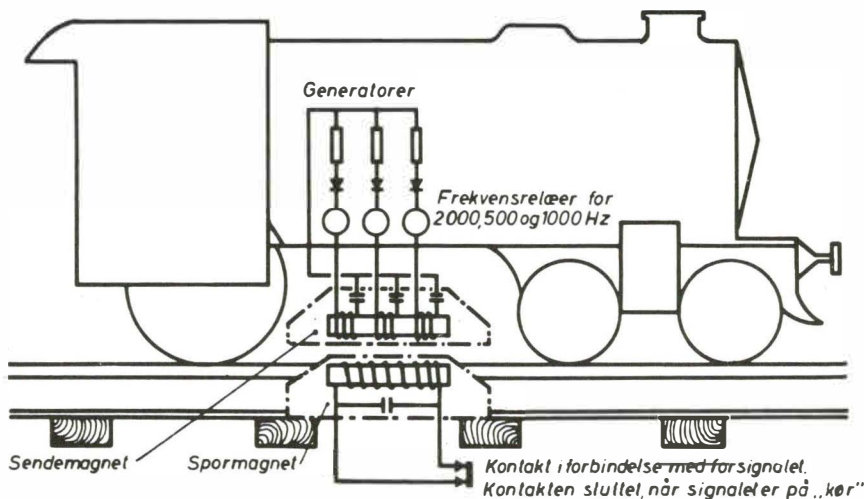 Generatorer
Frekvensrelæer for
2000, 500 og 1000 Hz
Sendemagnet
Spormagnet
Kontakt i forbindelse med forsignalet.
Kontakten sluttet, når signalet er på „kør"